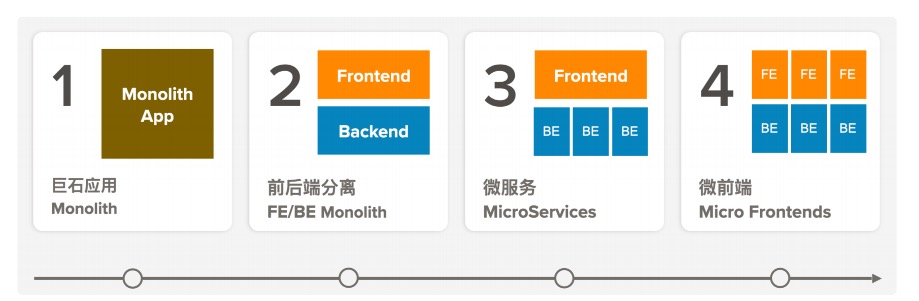 1
Monolith
App
巨石应用
Monolith
2
Frontend
Backend
前后端分离
FE/BE Monolith
3
Frontend
BE BE BE
微服务
MicroServices
4
FE FE FE
BE BE BE
微前端
Micro Frontends